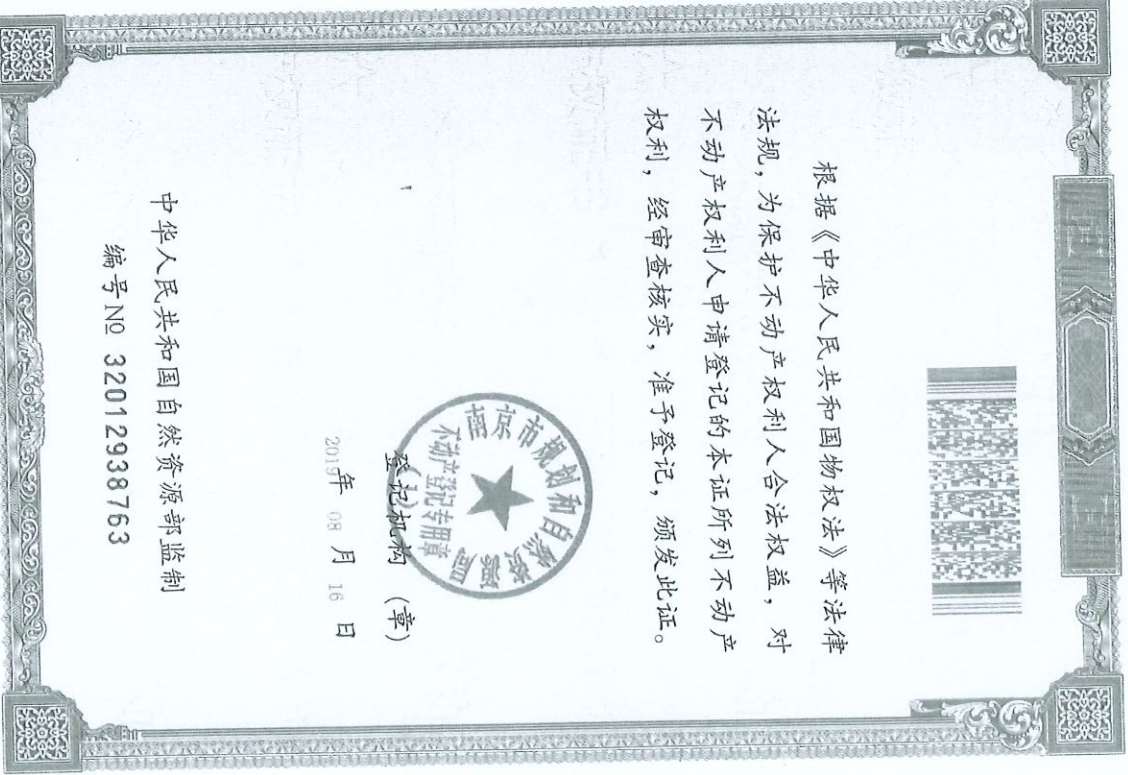 根据《中华人民共和国物权法》等法律
法规，为保护不动产权利人合法权益，对
不动产权利人申请登记的本证所列不动产
权利，经审查核实，准予登记，颁发此证。
南京市规划和自然资源局
不动产登记专用章
登记机构（章）
2019年 08 月 16 日
中华人民共和国自然资源部监制
编号№ 32012938763